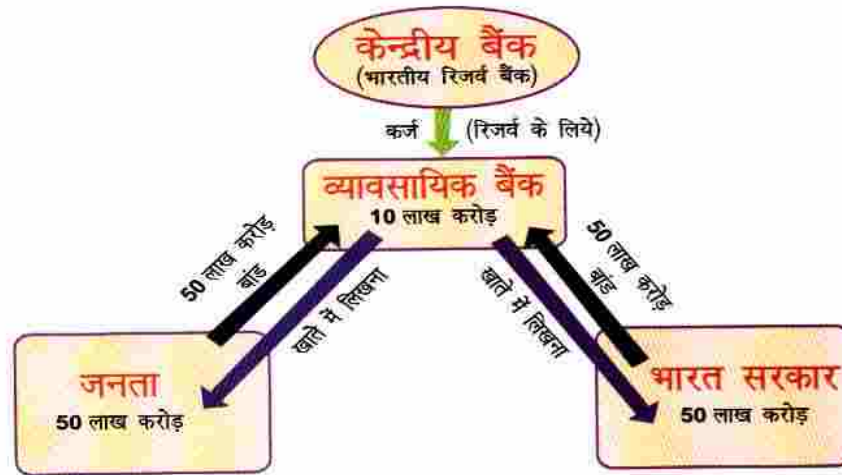 केन्द्रीय बैंक
(भारतीय रिजर्व बैंक)
कर्ज (रिजर्व के लिये)
व्यावसायिक बैंक
10 लाख करोड़
50 लाख करोड़
बांड
खाते में लिखना
50 लाख करोड़
बांड
खाते में लिखना
जनता
50 लाख करोड़
भारत सरकार
50 लाख करोड़